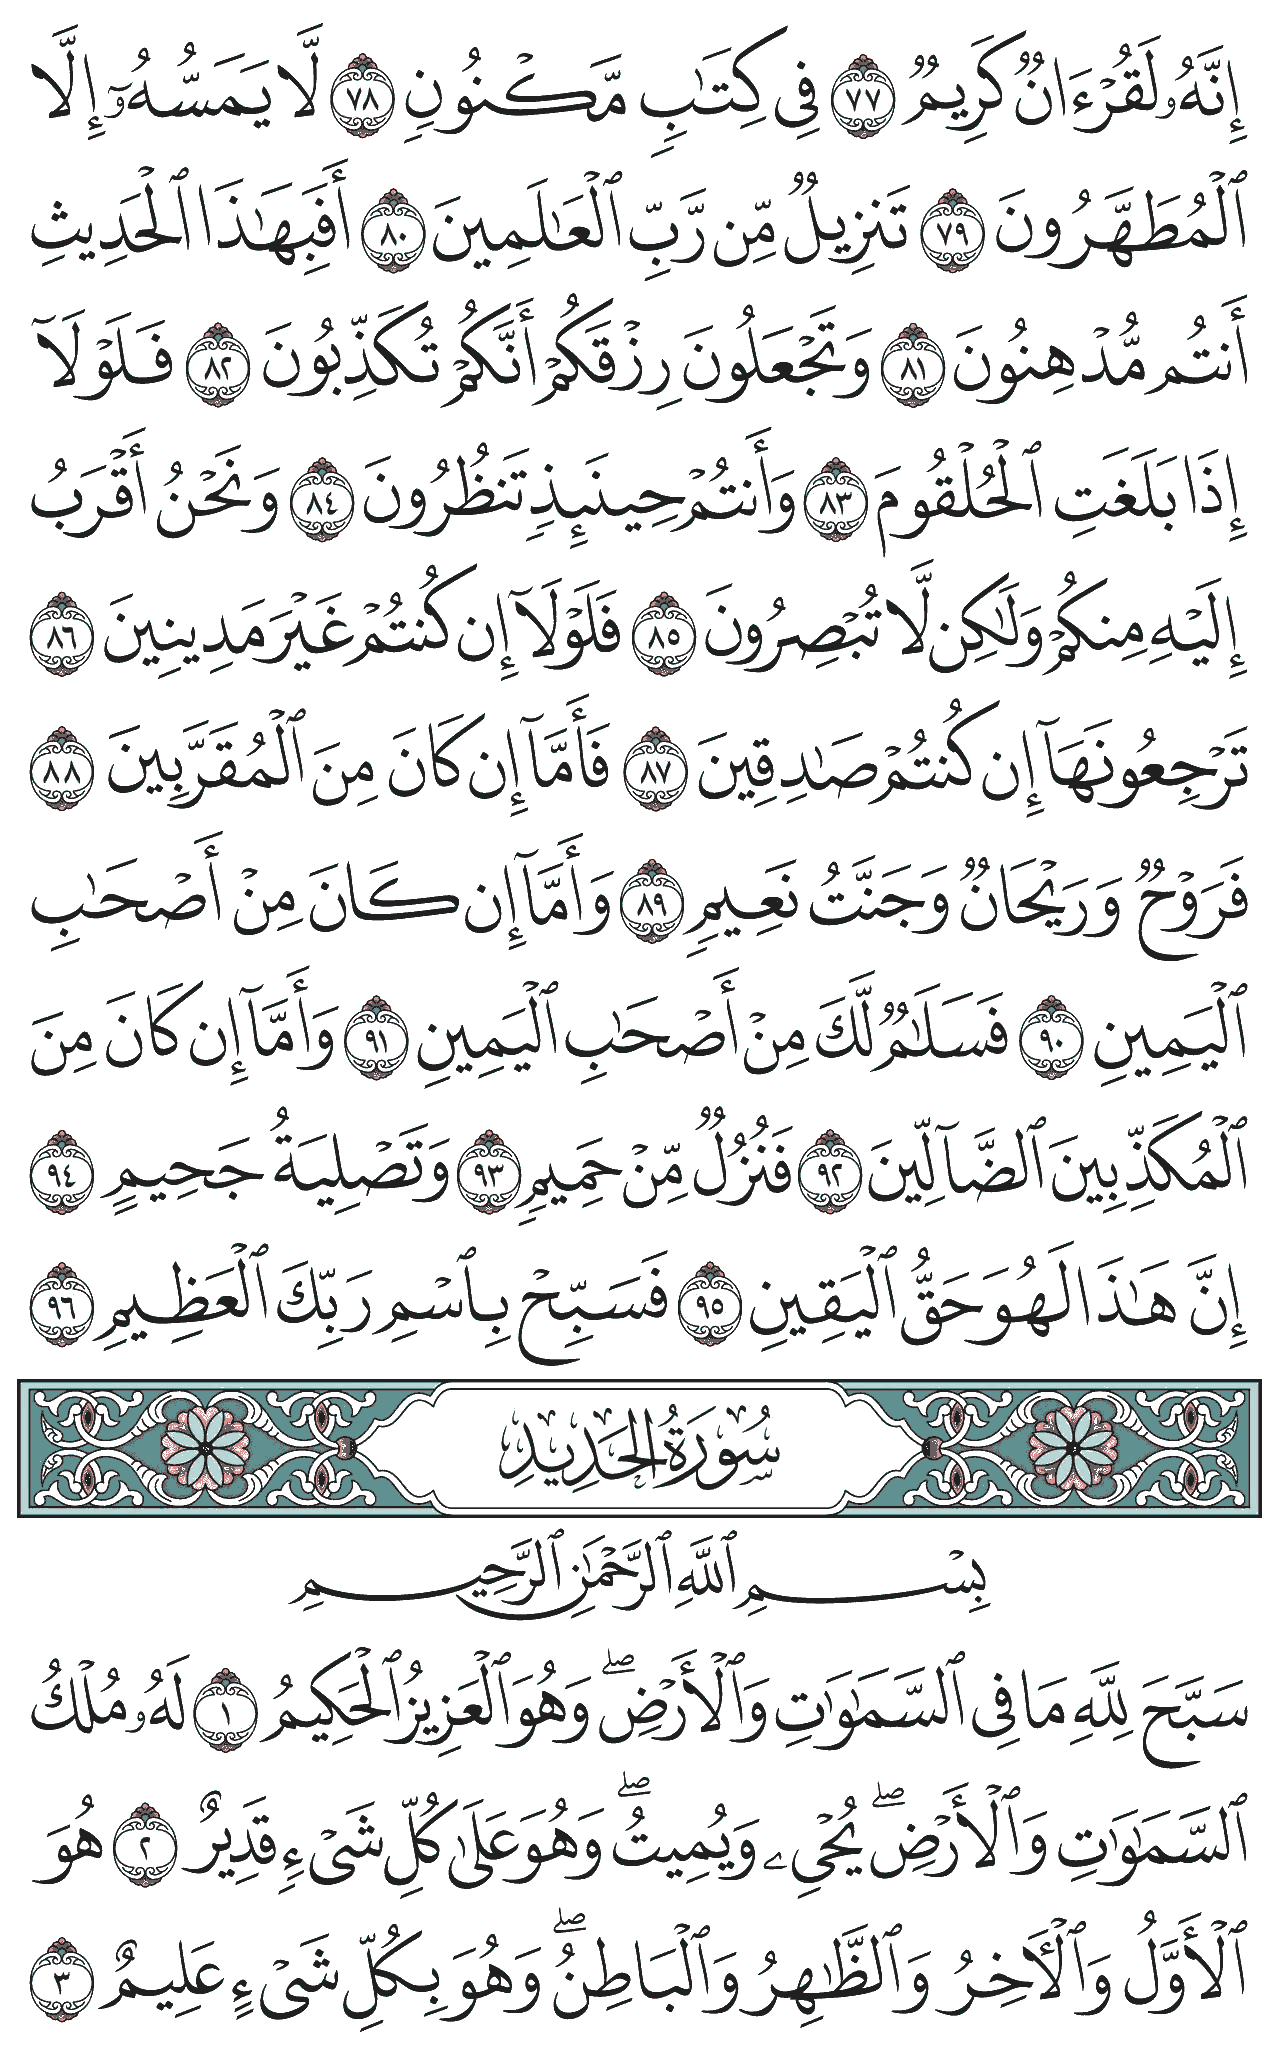 إِنَّهُۥ لَقُرْءَانٌ كَرِيمٌ ٧٧ فِى كِتَـٰبٍ مَّكْنُونٍ ٧٨ لَّا يَمَسُّهُۥٓ إِلَّا
ٱلْمُطَهَّرُونَ ٧٩ تَنزِيلٌ مِّن رَّبِّ ٱلْعَـٰلَمِينَ ٨٠ أَفَبِهَـٰذَا ٱلْحَدِيثِ
أَنتُم مُّدْهِنُونَ ٨١ وَتَجْعَلُونَ رِزْقَكُمْ أَنَّكُمْ تُكَذِّبُونَ ٨٢ فَلَوْلَآ
إِذَا بَلَغَتِ ٱلْحُلْقُومَ ٨٣ وَأَنتُمْ حِينَئِذٍ تَنظُرُونَ ٨٤ وَنَحْنُ أَقْرَبُ
إِلَيْهِ مِنكُمْ وَلَـٰكِن لَّا تُبْصِرُونَ ٨٥ فَلَوْلَآ إِن كُنتُمْ غَيْرَ مَدِينِينَ ٨٦
تَرْجِعُونَهَآ إِن كُنتُمْ صَـٰدِقِينَ ٨٧ فَأَمَّآ إِن كَانَ مِنَ ٱلْمُقَرَّبِينَ ٨٨
فَرَوْحٌ وَرَيْحَانٌ وَجَنَّتُ نَعِيمٍ ٨٩ وَأَمَّآ إِن كَانَ مِنْ أَصْحَـٰبِ
ٱلْيَمِينِ ٩٠ فَسَلَـٰمٌ لَّكَ مِنْ أَصْحَـٰبِ ٱلْيَمِينِ ٩١ وَأَمَّآ إِن كَانَ مِنَ
ٱلْمُكَذِّبِينَ ٱلضَّآلِّينَ ٩٢ فَنُزُلٌ مِّنْ حَمِيمٍ ٩٣ وَتَصْلِيَةُ جَحِيمٍ ٩٤
إِنَّ هَـٰذَا لَهُوَ حَقُّ ٱلْيَقِينِ ٩٥ فَسَبِّحْ بِٱسْمِ رَبِّكَ ٱلْعَظِيمِ ٩٦
سُورَةُ الْحَدِيدِ
بِسْمِ ٱللَّهِ ٱلرَّحْمَـٰنِ ٱلرَّحِيمِ
سَبَّحَ لِلَّهِ مَا فِى ٱلسَّمَـٰوَٰتِ وَٱلْأَرْضِ ۖ وَهُوَ ٱلْعَزِيزُ ٱلْحَكِيمُ ١ لَهُۥ مُلْكُ
ٱلسَّمَـٰوَٰتِ وَٱلْأَرْضِ ۖ يُحْىِۦ وَيُمِيتُ ۖ وَهُوَ عَلَىٰ كُلِّ شَىْءٍ قَدِيرٌ ٢ هُوَ
ٱلْأَوَّلُ وَٱلْـَٔاخِرُ وَٱلظَّـٰهِرُ وَٱلْبَاطِنُ ۖ وَهُوَ بِكُلِّ شَىْءٍ عَلِيمٌ ٣